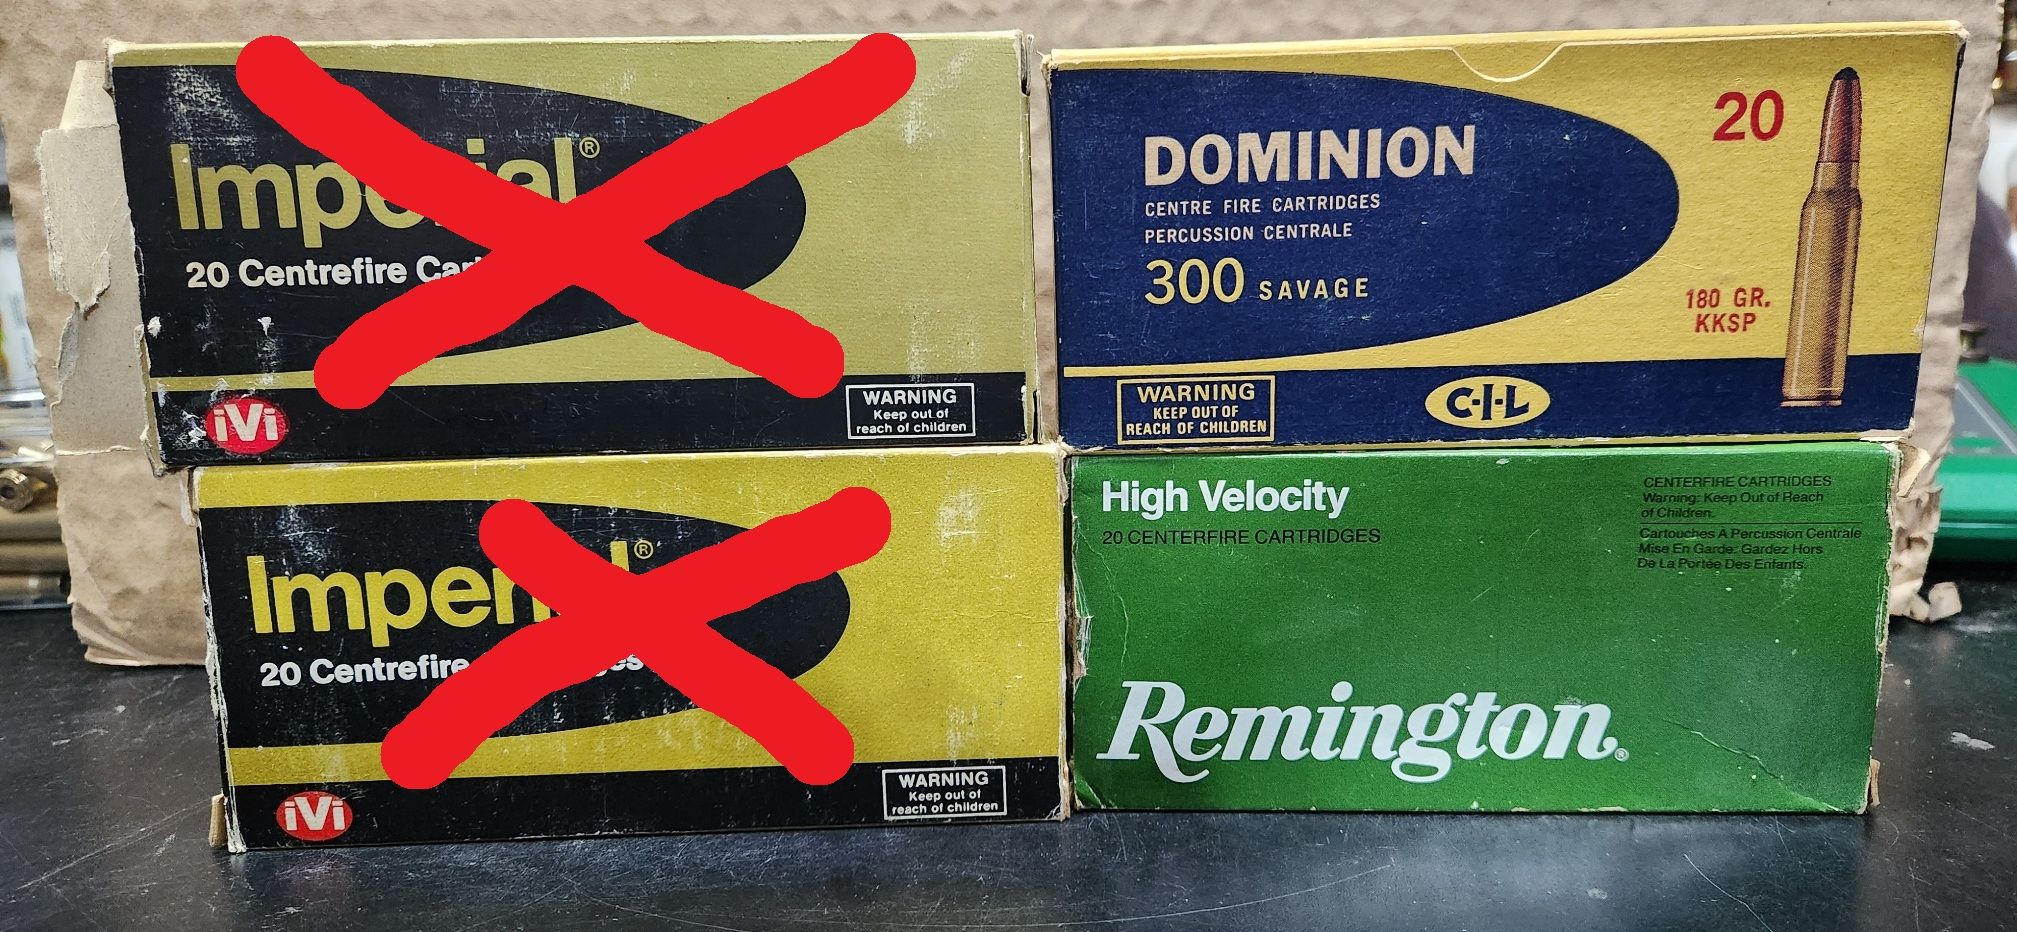 Imperial®
20 Centrefire
iVi
WARNING
Keep out of
reach of children
DOMINION
CENTRE FIRE CARTRIDGES
PERCUSSION CENTRALE
300 SAVAGE
20
180 GR.
KKSP
WARNING
KEEP OUT OF
REACH OF CHILDREN
C-I-L
Imperial®
20 Centrefire
iVi
WARNING
Keep out of
reach of children
High Velocity
20 CENTERFIRE CARTRIDGES
CENTERFIRE CARTRIDGES
Warning: Keep Out of Reach
of Children.
Cartouches A Percussion Centrale
Mise En Garde: Gardez Hors
De La Portée Des Enfants.
Remington®